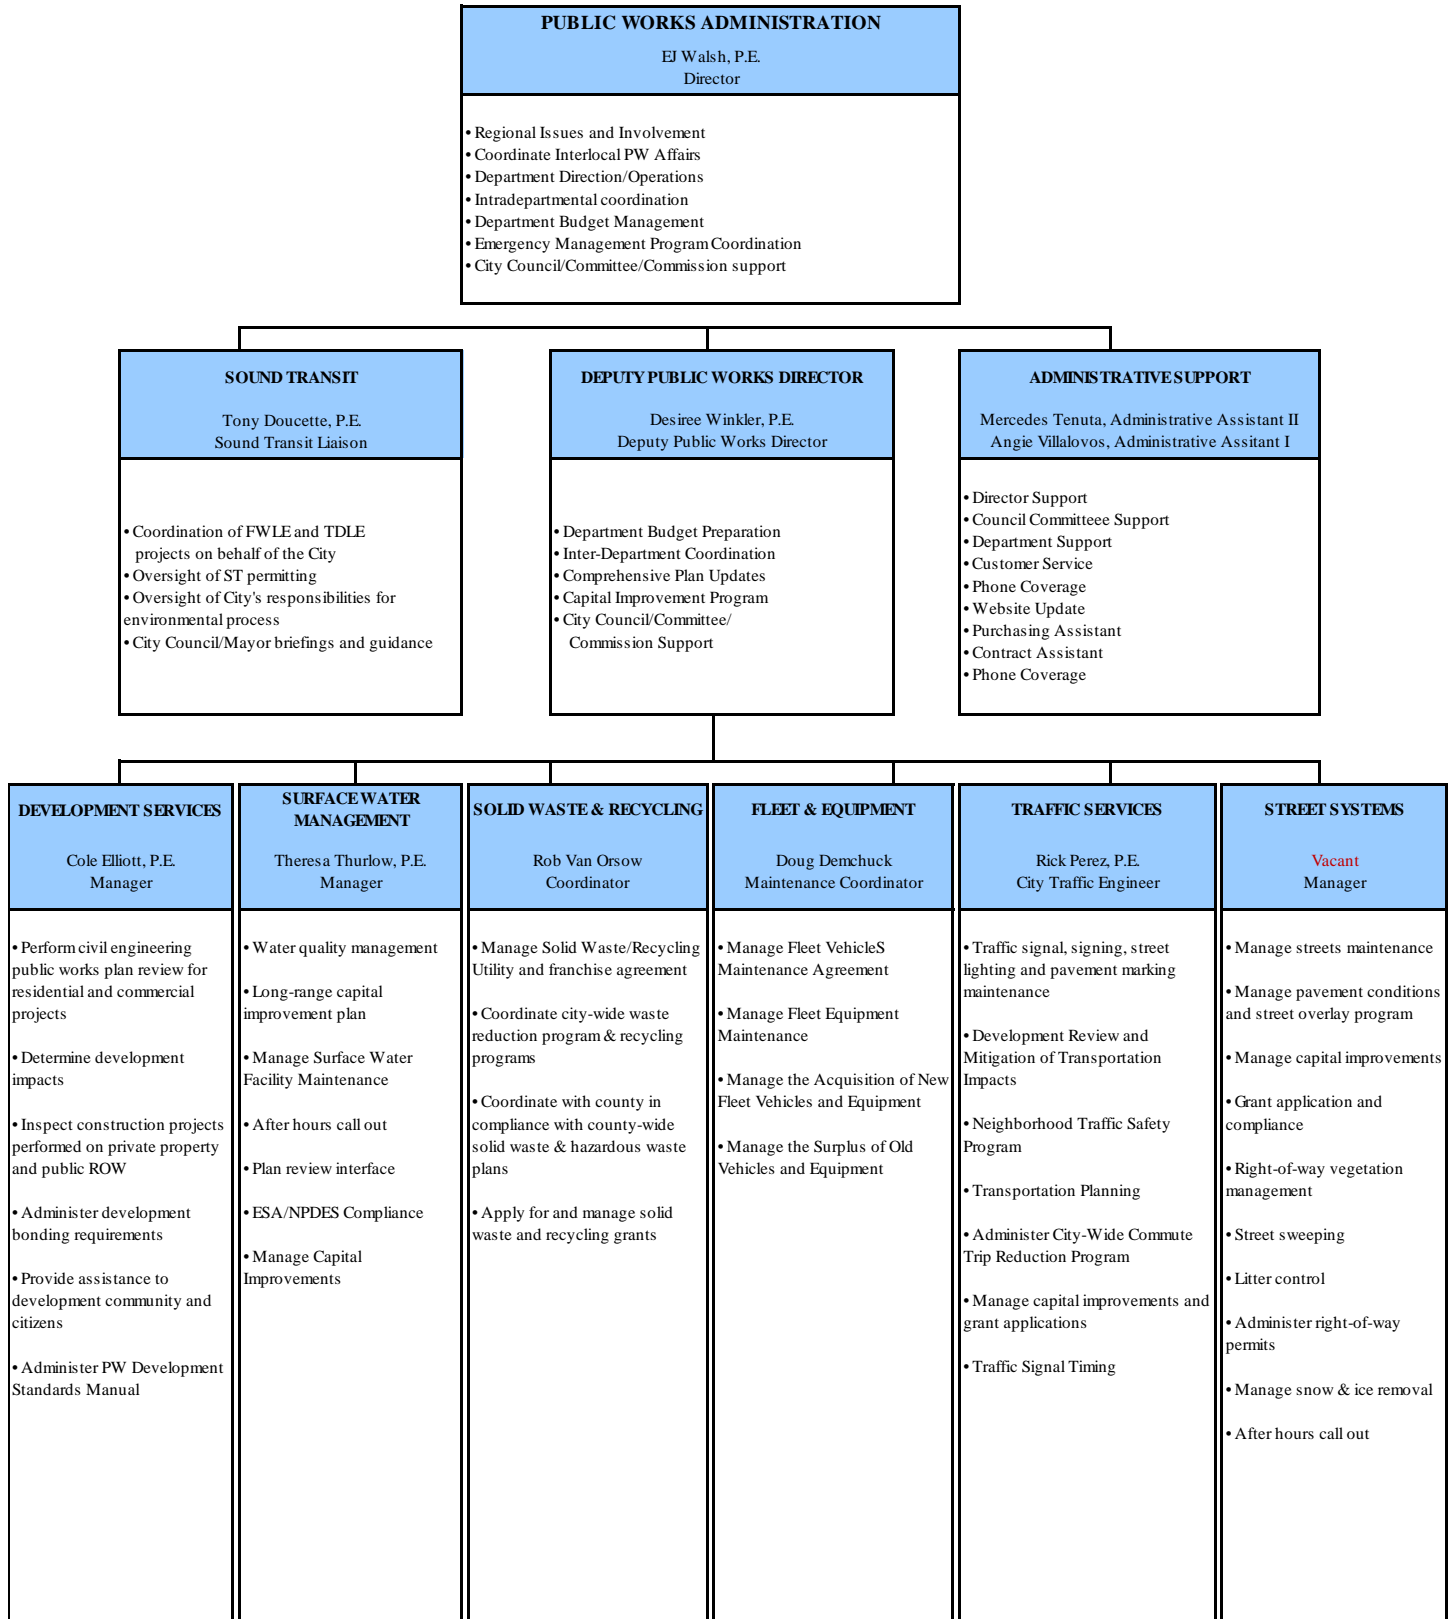 PUBLIC WORKS ADMINISTRATION
EJ Walsh, P.E.
Director
• Regional Issues and Involvement
• Coordinate Interlocal PW Affairs
• Department Direction/Operations
• Intradepartmental coordination
• Department Budget Management
• Emergency Management Program Coordination
• City Council/Committee/Commission support
SOUND TRANSIT
Tony Doucette, P.E.
Sound Transit Liaison
• Coordination of FWLE and TDLE
projects on behalf of the City
• Oversight of ST permitting
• Oversight of City's responsibilities for
environmental process
• City Council/Mayor briefings and guidance
DEPUTY PUBLIC WORKS DIRECTOR
Desiree Winkler, P.E.
Deputy Public Works Director
• Department Budget Preparation
• Inter-Department Coordination
• Comprehensive Plan Updates
• Capital Improvement Program
• City Council/Committee/
Commission Support
ADMINISTRATIVE SUPPORT
Mercedes Tenuta, Administrative Assistant II
Angie Villalovos, Administrative Assitant I
• Director Support
• Council Committeee Support
• Department Support
• Customer Service
• Phone Coverage
• Website Update
• Purchasing Assistant
• Contract Assistant
• Phone Coverage
DEVELOPMENT SERVICES
Cole Elliott, P.E.
Manager
• Perform civil engineering
public works plan review for
residential and commercial
projects
• Determine development
impacts
• Inspect construction projects
performed on private property
and public ROW
• Administer development
bonding requirements
• Provide assistance to
development community and
citizens
• Administer PW Development
Standards Manual
SURFACE WATER
MANAGEMENT
Theresa Thurlow, P.E.
Manager
• Water quality management
• Long-range capital
improvement plan
• Manage Surface Water
Facility Maintenance
• After hours call out
• Plan review interface
• ESA/NPDES Compliance
• Manage Capital
Improvements
SOLID WASTE & RECYCLING
Rob Van Orsow
Coordinator
• Manage Solid Waste/Recycling
Utility and franchise agreement
• Coordinate city-wide waste
reduction program & recycling
programs
• Coordinate with county in
compliance with county-wide
solid waste & hazardous waste
plans
• Apply for and manage solid
waste and recycling grants
FLEET & EQUIPMENT
Doug Demchuck
Maintenance Coordinator
• Manage Fleet VehicleS
Maintenance Agreement
• Manage Fleet Equipment
Maintenance
• Manage the Acquisition of New
Fleet Vehicles and Equipment
• Manage the Surplus of Old
Vehicles and Equipment
TRAFFIC SERVICES
Rick Perez, P.E.
City Traffic Engineer
• Traffic signal, signing, street
lighting and pavement marking
maintenance
• Development Review and
Mitigation of Transportation
Impacts
• Neighborhood Traffic Safety
Program
• Transportation Planning
• Administer City-Wide Commute
Trip Reduction Program
• Manage capital improvements and
grant applications
• Traffic Signal Timing
STREET SYSTEMS
Vacant
Manager
• Manage streets maintenance
• Manage pavement conditions
and street overlay program
• Manage capital improvements
• Grant application and
compliance
• Right-of-way vegetation
management
• Street sweeping
• Litter control
• Administer right-of-way
permits
• Manage snow & ice removal
• After hours call out